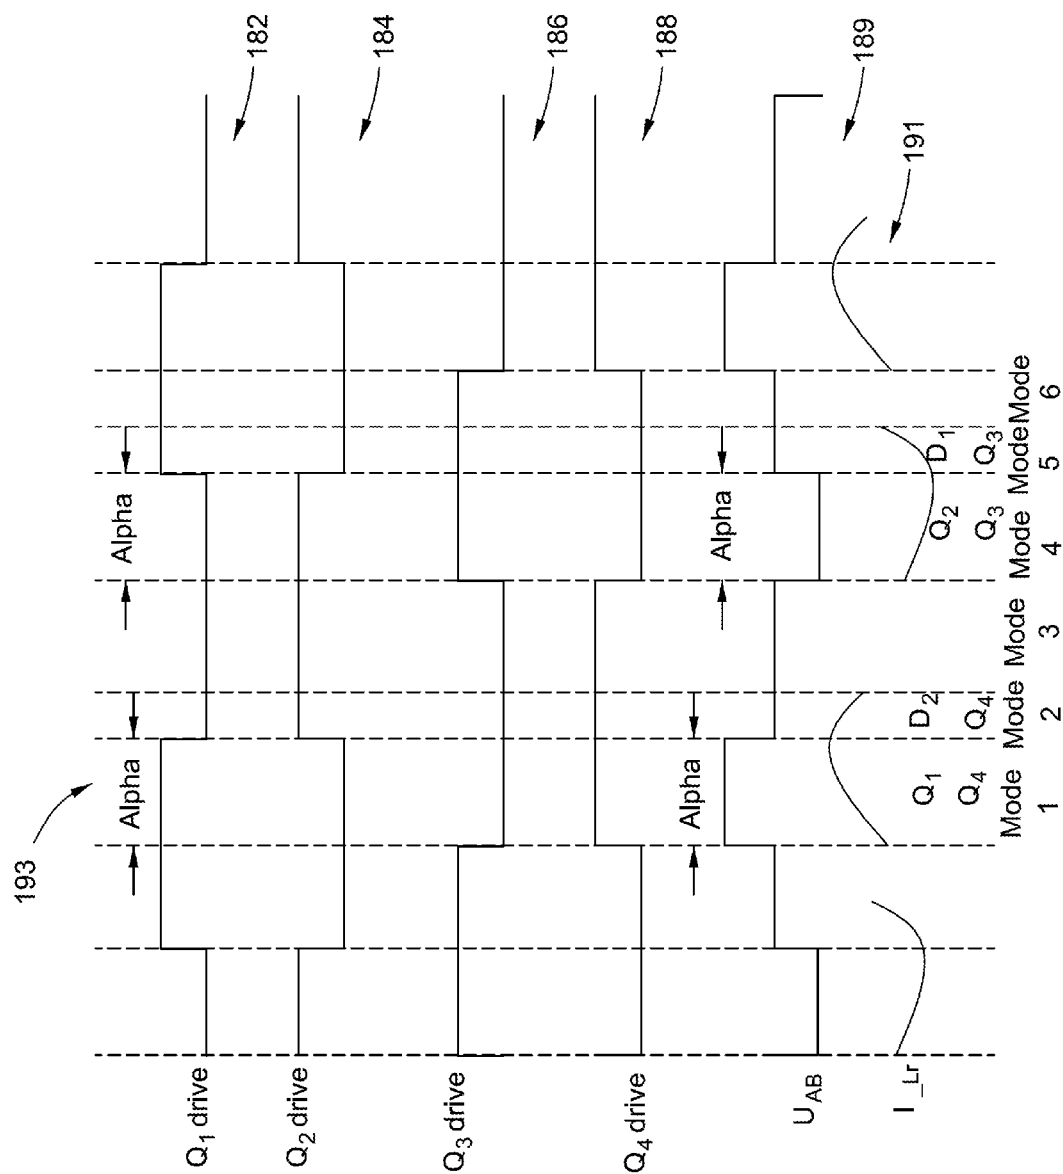 193
182
184
186
188
189
191
Alpha
Alpha
Alpha
Alpha
Q₁ drive
Q₂ drive
Q₃ drive
Q₄ drive
U_AB
I_Lr
Q₁ D₂ Q₂ D₁
Q₄ Q₄ Q₃ Q₃
Mode Mode Mode Mode Mode Mode
1 2 3 4 5 6